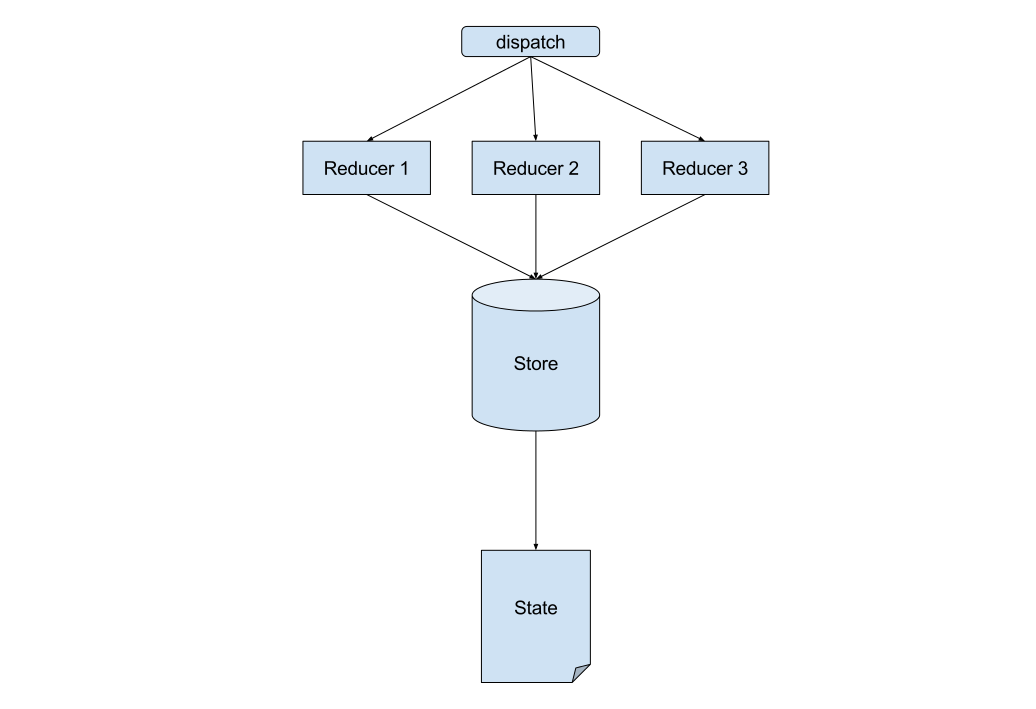 dispatch
Reducer 1
Reducer 2
Reducer 3
Store
State